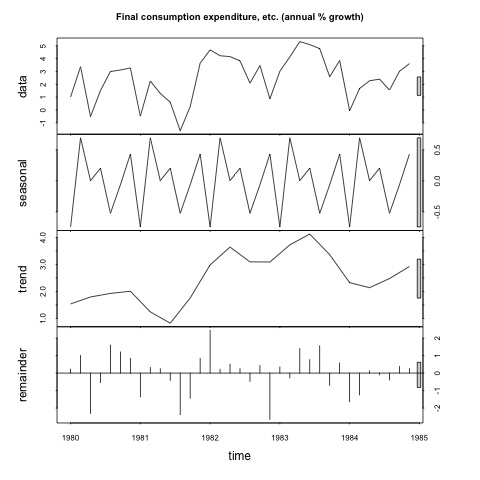 Final consumption expenditure, etc. (annual % growth)
data
-1 0 1 2 3 4 5
seasonal
-0.5 0.0 0.5
trend
1.0 2.0 3.0 4.0
remainder
-2 -1 0 1 2
1980 1981 1982 1983 1984 1985
time